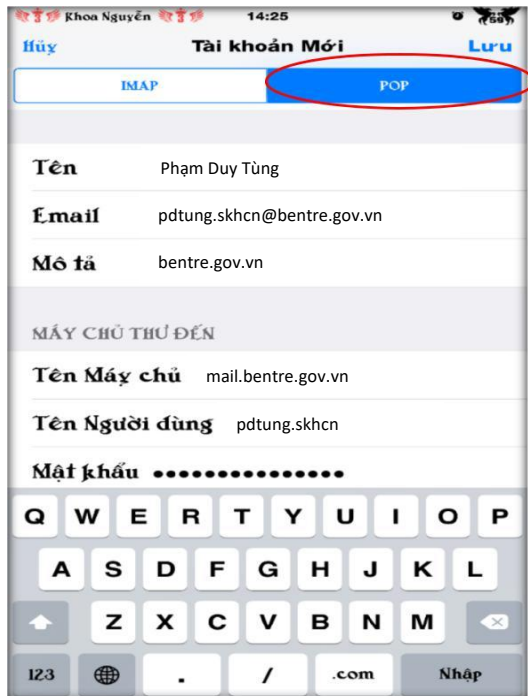 Khoa Nguyễn 14:25
Hủy Tài khoản Mới Lưu
IMAP POP
Tên Phạm Duy Tùng
Email pdtung.skhcn@bentre.gov.vn
Mô tả bentre.gov.vn
MÁY CHỦ THƯ ĐẾN
Tên Máy chủ mail.bentre.gov.vn
Tên Người dùng pdtung.skhcn
Mật khẩu ●●●●●●●●●●●●●●●
Q W E R T Y U I O P
A S D F G H J K L
Z X C V B N M
123 . / .com Nhập